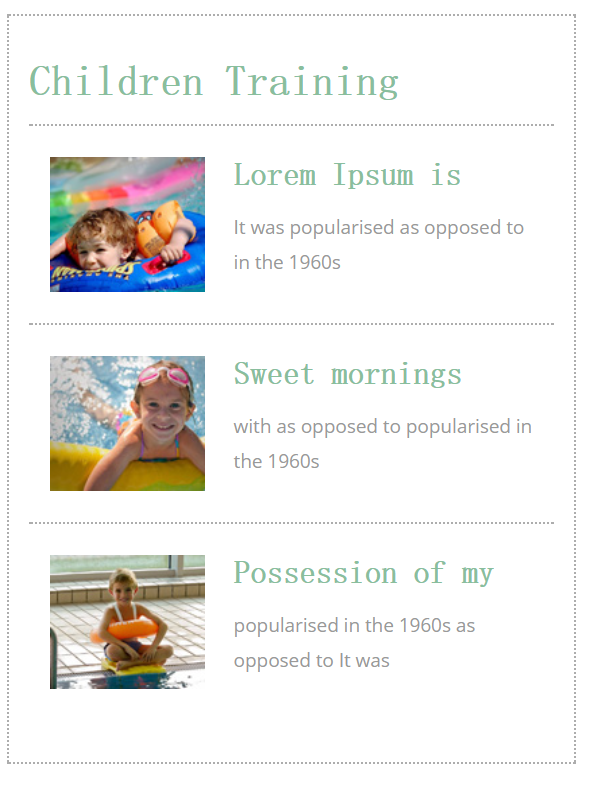 Children Training
Lorem Ipsum is
It was popularised as opposed to
in the 1960s
Sweet mornings
with as opposed to popularised in
the 1960s
Possession of my
popularised in the 1960s as
opposed to It was